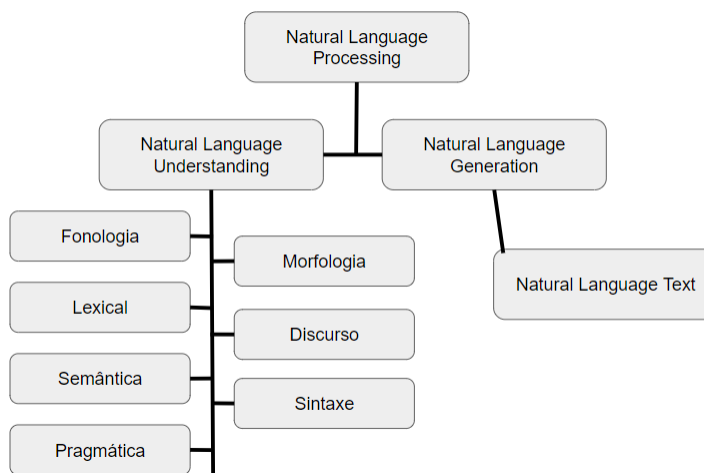 Natural Language
Processing
Natural Language
Understanding
Natural Language
Generation
Fonologia
Morfologia
Natural Language Text
Lexical
Discurso
Semântica
Sintaxe
Pragmática